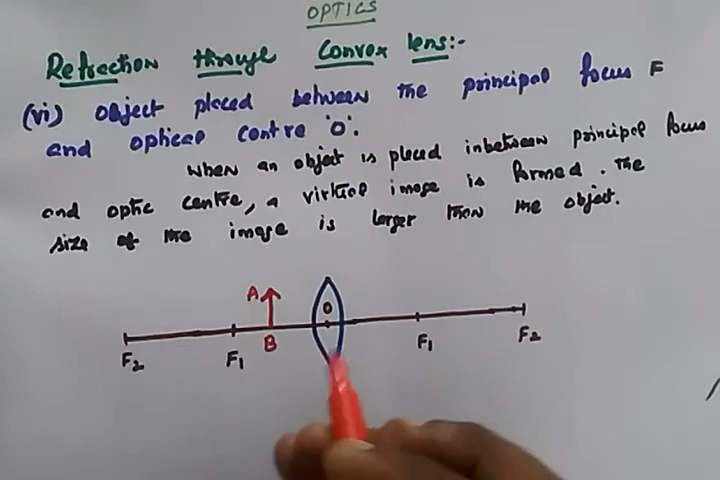 OPTICS
Refraction through Convex lens:-
(vi) object placed between the principal focus F
and optical centre 'O'.
When an object is placed inbetween principal focus
and optic centre, a virtual image is formed. The
size of the image is larger than the object.
A
O
B
F2 F1 F1 F2